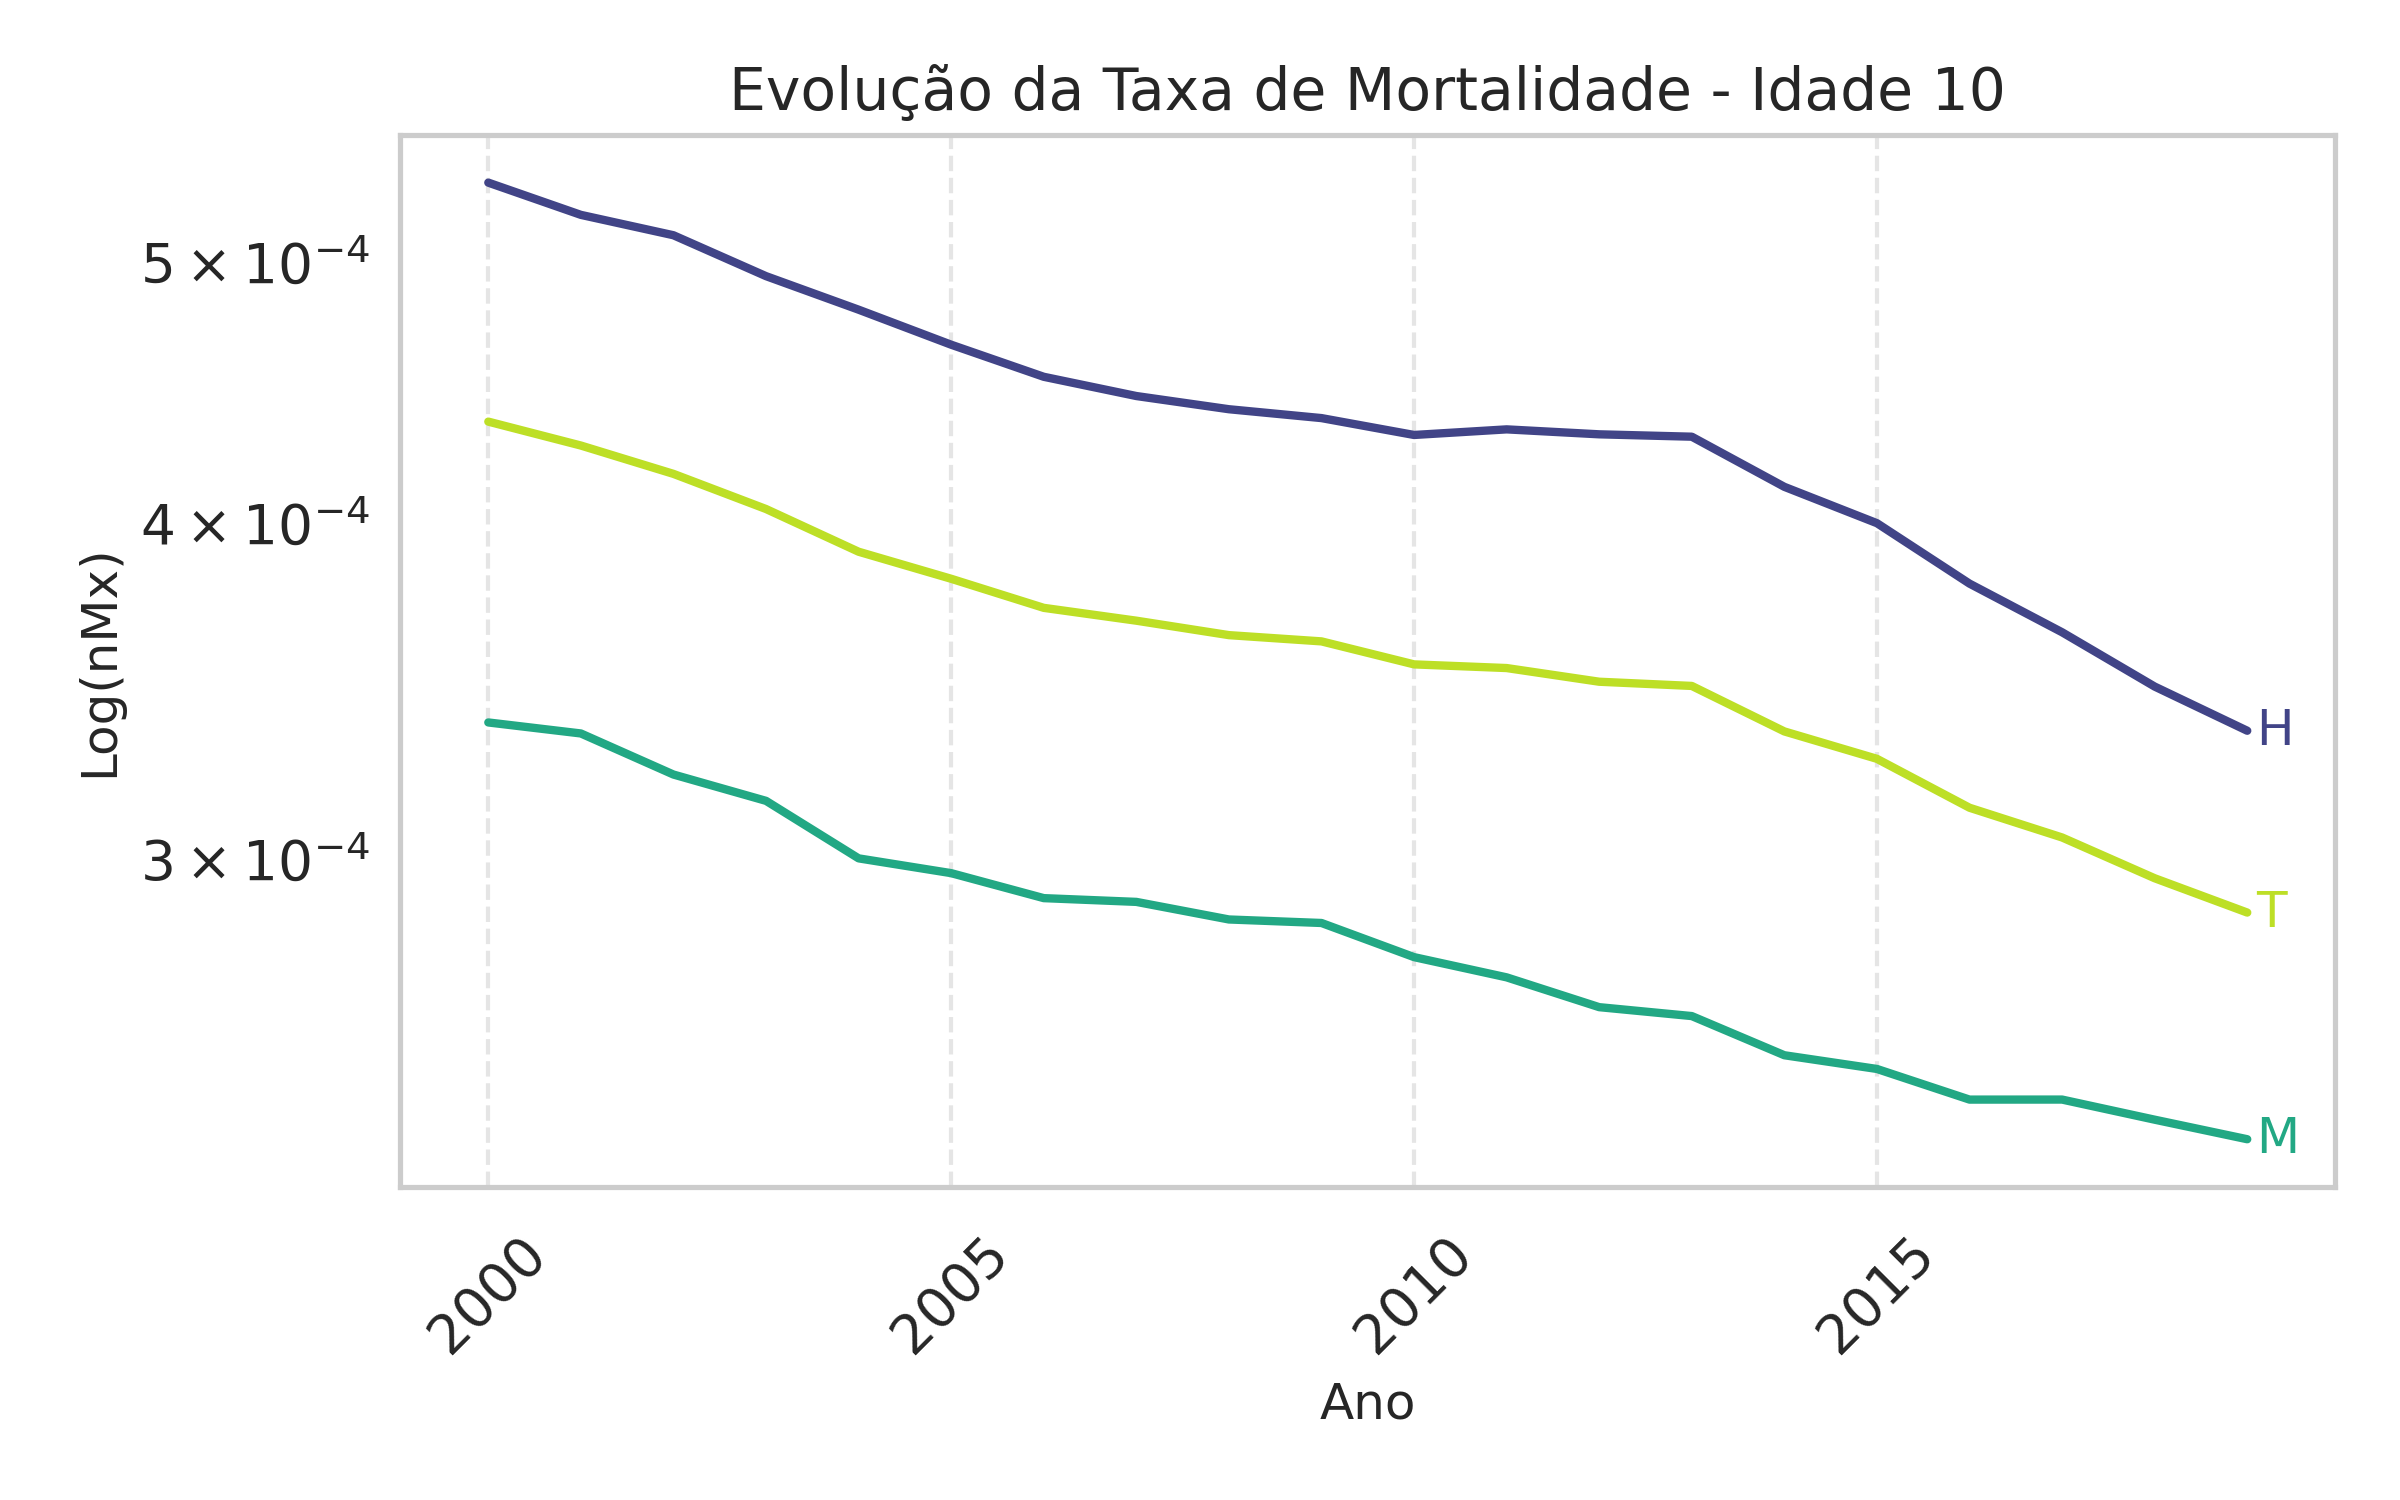 Evolução da Taxa de Mortalidade - Idade 10
Log(nMx)
5 × 10⁻⁴
4 × 10⁻⁴
3 × 10⁻⁴
H
T
M
2000 2005 2010 2015
Ano